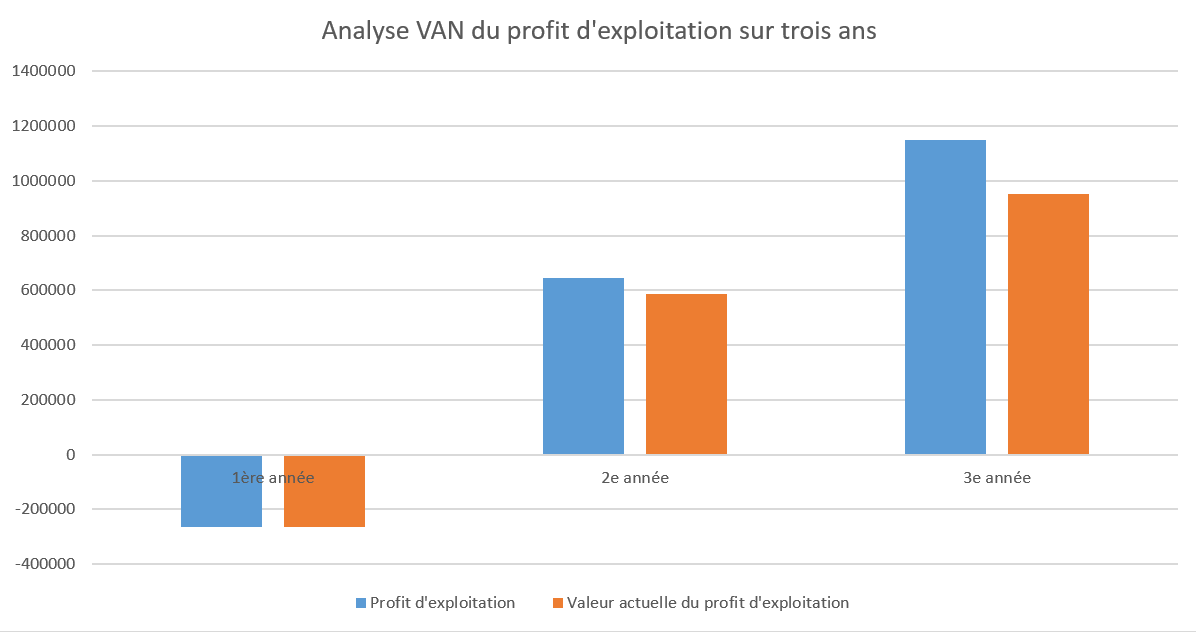 Analyse VAN du profit d'exploitation sur trois ans
1400000
1200000
1000000
800000
600000
400000
200000
0
-200000
-400000
1ère année
2e année
3e année
Profit d'exploitation
Valeur actuelle du profit d'exploitation